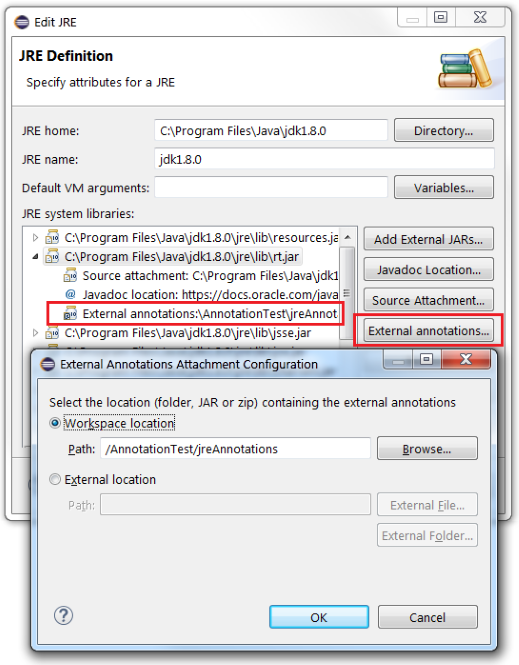 Edit JRE
JRE Definition
Specify attributes for a JRE
JRE home:
C:\Program Files\Java\jdk1.8.0
Directory...
JRE name:
jdk1.8.0
Default VM arguments:
Variables...
JRE system libraries:
C:\Program Files\Java\jdk1.8.0\jre\lib\resources.ja
Add External JARs...
C:\Program Files\Java\jdk1.8.0\jre\lib\rt.jar
Source attachment: C:\Program Files\Java\jdk1
Javadoc Location...
Javadoc location: https://docs.oracle.com/java
Source Attachment...
External annotations:\AnnotationTest\jreAnnot
C:\Program Files\Java\jdk1.8.0\jre\lib\jsse.jar
External annotations...
External Annotations Attachment Configuration
Select the location (folder, JAR or zip) containing the external annotations
Workspace location
Path:
/AnnotationTest/jreAnnotations
Browse...
External location
Path:
External File...
External Folder...
OK
Cancel